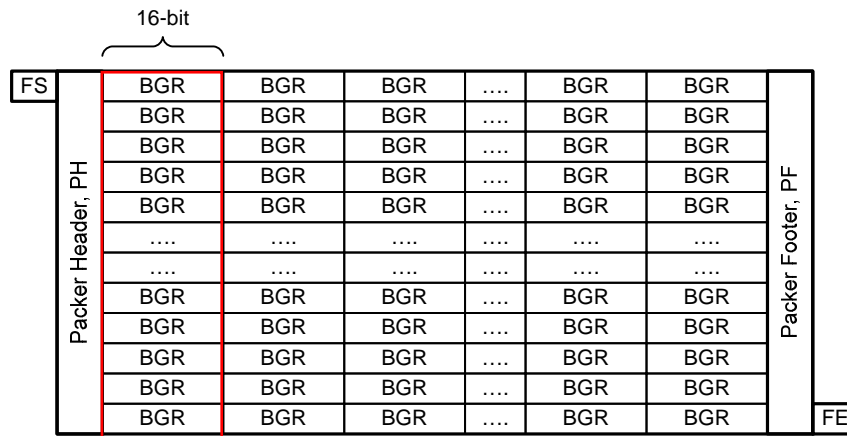 16-bit
FS BGR BGR BGR .... BGR BGR
BGR BGR BGR .... BGR BGR
BGR BGR BGR .... BGR BGR
BGR BGR BGR .... BGR BGR
BGR BGR BGR .... BGR BGR
.... .... .... .... .... ....
.... .... .... .... .... ....
BGR BGR BGR .... BGR BGR
BGR BGR BGR .... BGR BGR
BGR BGR BGR .... BGR BGR
BGR BGR BGR .... BGR BGR
BGR BGR BGR .... BGR BGR FE
Packer Header, PH
Packer Footer, PF